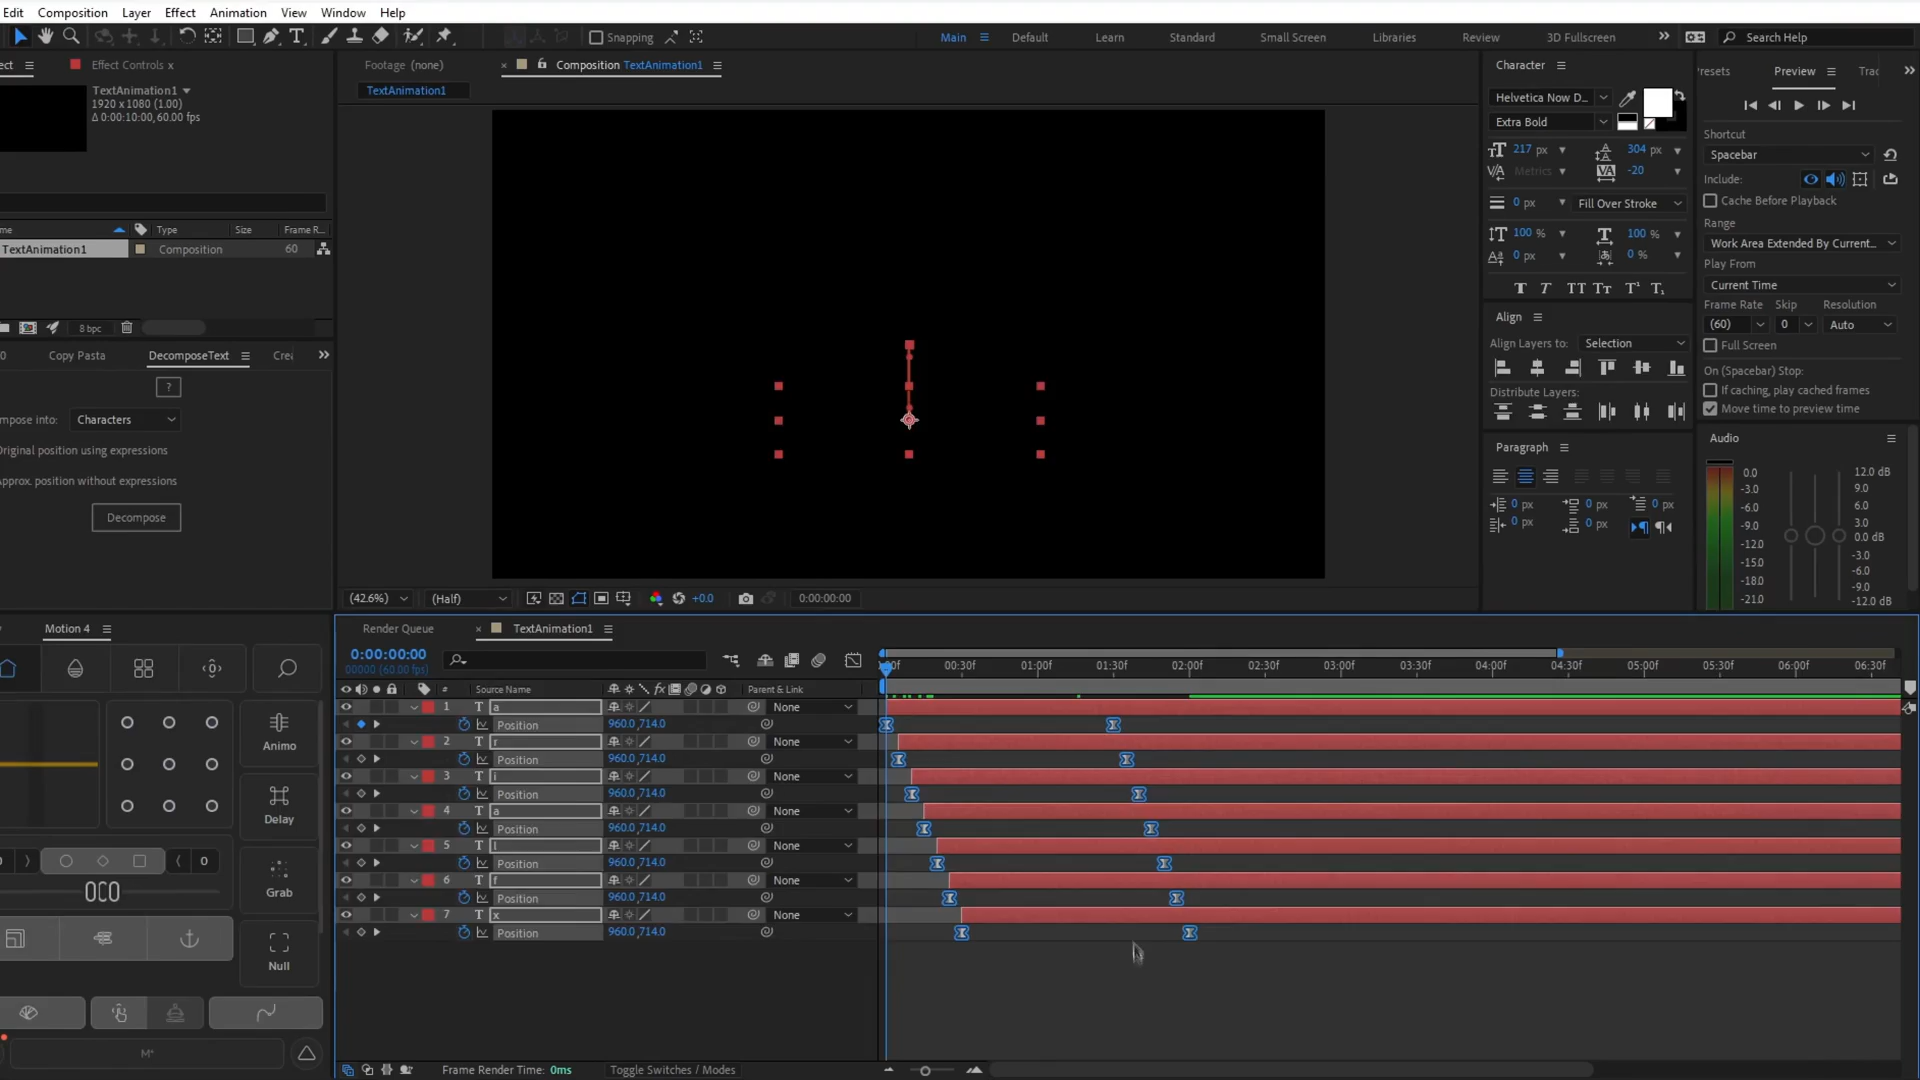 Edit Composition Layer Effect Animation View Window Help
Snapping
Main Default Learn Standard Small Screen Libraries Review 3D Fullscreen Search Help
Effect Controls x
TextAnimation1
1920 x 1080 (1.00)
Δ 0:00:10:00, 60.00 fps
Type Size Frame R...
TextAnimation1 Composition 60
8 bpc
Copy Pasta DecomposeText
?
Characters
Original position using expressions
Approx. position without expressions
Decompose
Footage (none)
Composition TextAnimation1
TextAnimation1
(42.6%) (Half) +0.0 0:00:00:00
Character
Helvetica Now D...
Extra Bold
217 px 304 px
Metrics -20
0 px Fill Over Stroke
100 % 100 %
0 px 0 %
T T TT Tт T¹ T₁
Align
Align Layers to: Selection
Distribute Layers:
Paragraph
0 px 0 px 0 px
0 px 0 px
Preview
Shortcut
Spacebar
Include:
Cache Before Playback
Range
Work Area Extended By Current...
Play From
Current Time
Frame Rate Skip Resolution
(60) 0 Auto
Full Screen
On (Spacebar) Stop:
If caching, play cached frames
Move time to preview time
Audio
0.0 12.0 dB
-3.0 9.0
-6.0 6.0
-9.0 3.0
-12.0 0.0 dB
-15.0 -3.0
-18.0 -6.0
-21.0 -9.0
-12.0 dB
Motion 4
Animo
Delay
Grab
Null
0
M*
Render Queue TextAnimation1
0:00:00:00
00000 (60.00 fps)
00:30f 01:00f 01:30f 02:00f 02:30f 03:00f 03:30f 04:00f 04:30f 05:00f 05:30f 06:00f 06:30f
# Source Name Parent & Link
1 T a None
Position 960.0,714.0
2 T r None
Position 960.0,714.0
3 T i None
Position 960.0,714.0
4 T a None
Position 960.0,714.0
5 T l None
Position 960.0,714.0
6 T f None
Position 960.0,714.0
7 T x None
Position 960.0,714.0
Frame Render Time: 0ms Toggle Switches / Modes